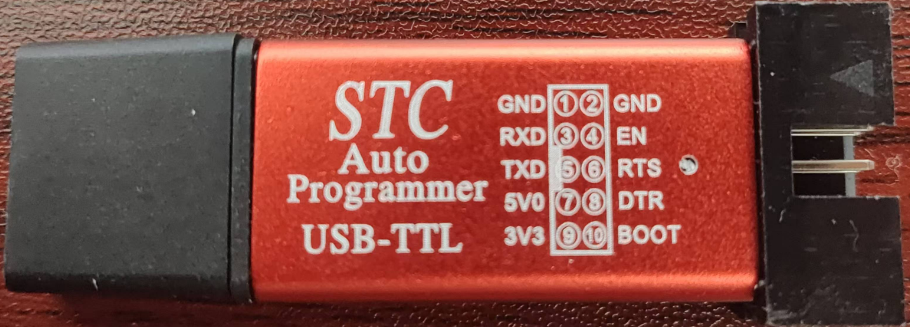 STC
Auto
Programmer
USB-TTL
GND ① ② GND
RXD ③ ④ EN
TXD ⑤ ⑥ RTS
5V0 ⑦ ⑧ DTR
3V3 ⑨ ⑩ BOOT